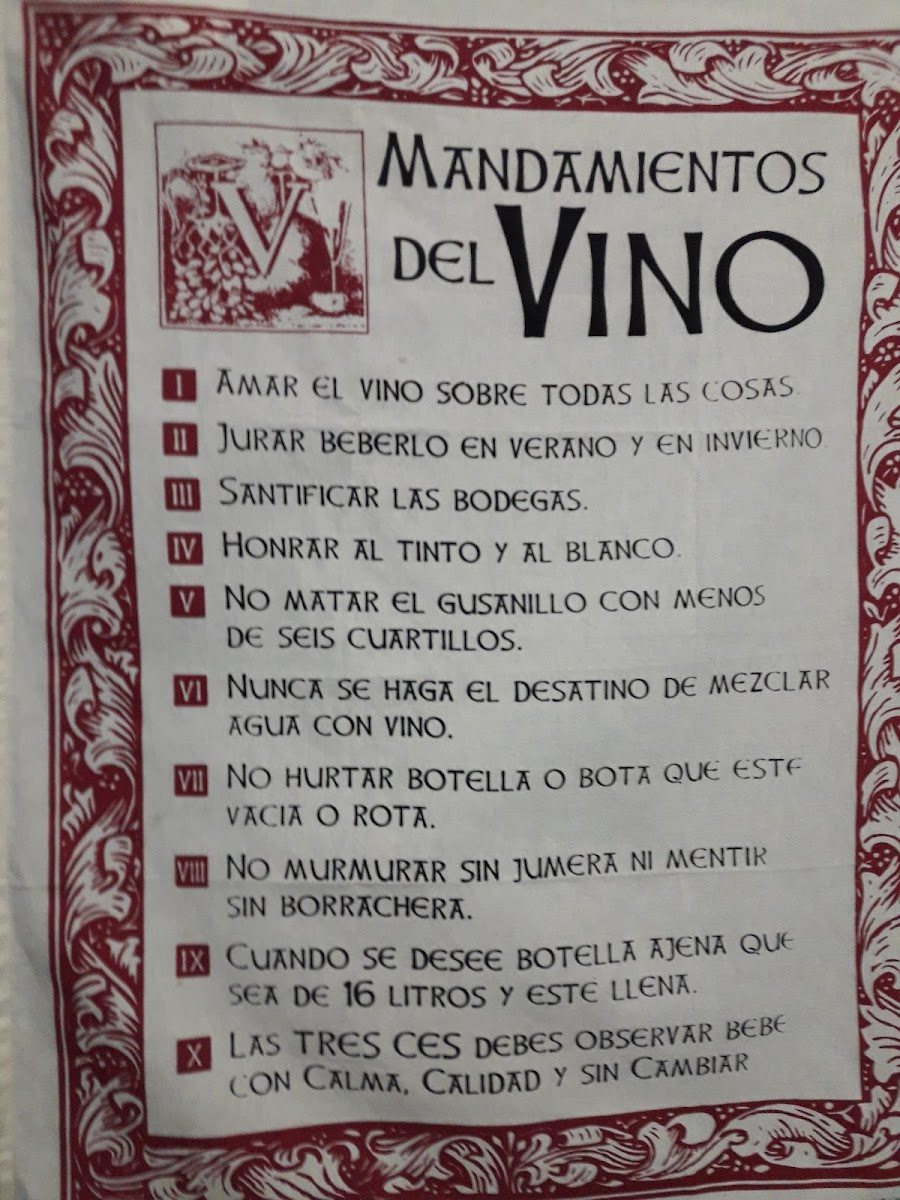 V
MANDAMIENTOS
DEL VINO
I AMAR EL VINO SOBRE TODAS LAS COSAS.
II JURAR BEBERLO EN VERANO Y EN INVIERNO.
III SANTIFICAR LAS BODEGAS.
IV HONRAR AL TINTO Y AL BLANCO.
V NO MATAR EL GUSANILLO CON MENOS
DE SEIS CUARTILLOS.
VI NUNCA SE HAGA EL DESATINO DE MEZCLAR
AGUA CON VINO.
VII NO HURTAR BOTELLA O BOTA QUE ESTE
VACIA O ROTA.
VIII NO MURMURAR SIN JUMERA NI MENTIR
SIN BORRACHERA.
IX CUANDO SE DESEE BOTELLA AJENA QUE
SEA DE 16 LITROS Y ESTE LLENA.
X LAS TRES CES DEBES OBSERVAR BEBE
CON CALMA, CALIDAD Y SIN CAMBIAR